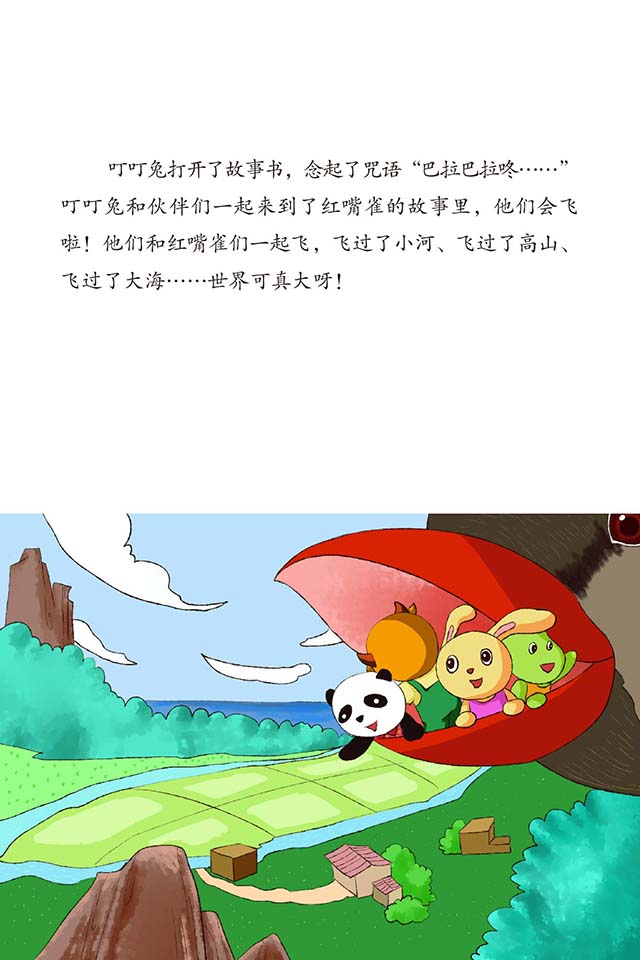 叮叮兔打开了故事书，念起了咒语“巴拉巴拉咚……”
叮叮兔和伙伴们一起来到了红嘴雀的故事里，他们会飞
啦！他们和红嘴雀们一起飞，飞过了小河、飞过了高山、
飞过了大海……世界可真大呀！